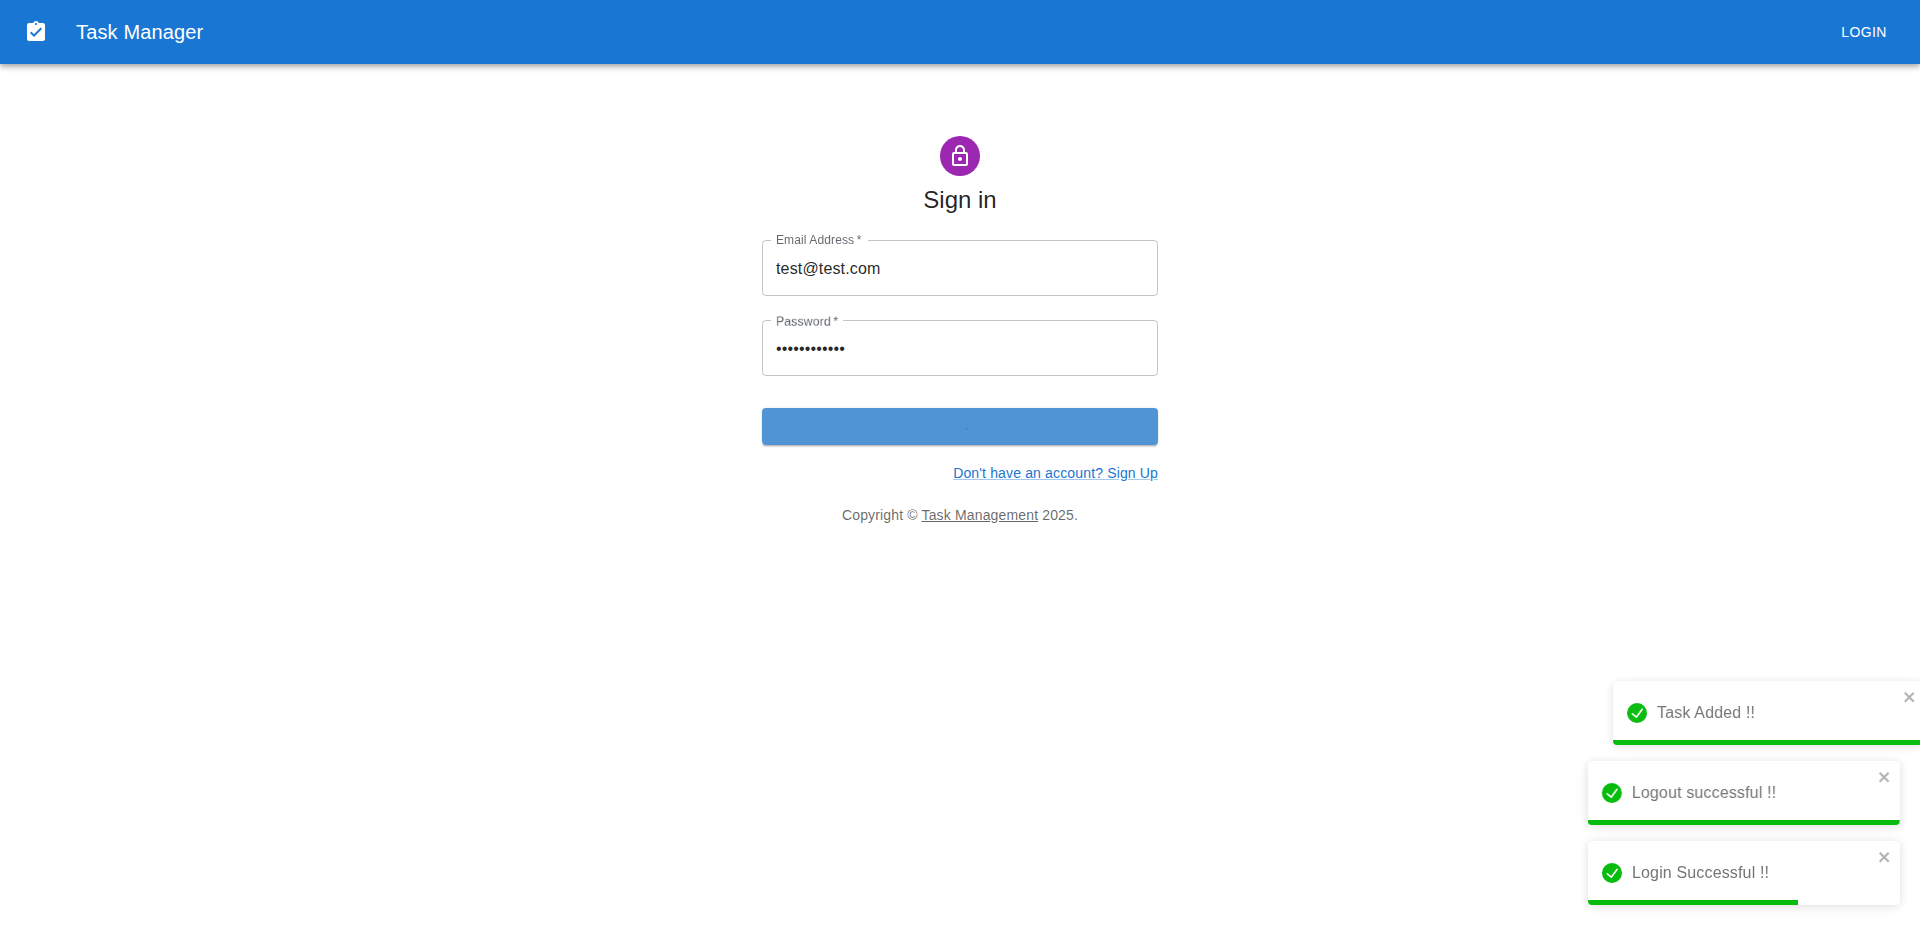 Task Manager
LOGIN
Sign in
Email Address *
test@test.com
Password *
••••••••••••
Don't have an account? Sign Up
Copyright © Task Management 2025.
Task Added !!
Logout successful !!
Login Successful !!